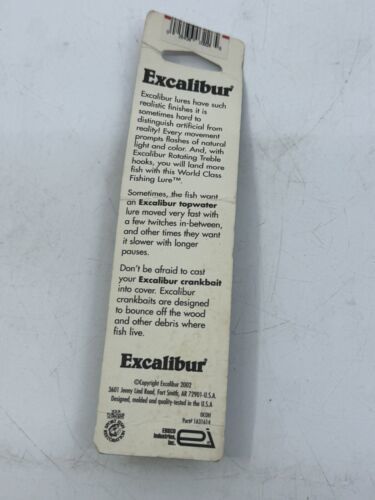 Excalibur
Excalibur lures have such
realistic finishes it is
sometimes hard to
distinguish artificial from
reality! Every movement
prompts flashes of natural
light and color. And, with
Excalibur Rotating Treble
hooks, you will land more
fish with this World Class
Fishing Lure™.
Sometimes, the fish want
an Excalibur topwater
lure moved very fast with
a few twitches in-between,
and other times they want
it slower with longer
pauses.
Don't be afraid to cast
your Excalibur crankbait
into cover. Excalibur
crankbaits are designed
to bounce off the wood
and other debris where
fish live.
Excalibur
©Copyright Excalibur 2002
3601 Jenny Lind Road, Fort Smith, AR 72901-U.S.A.
Designed, molded and quality-tested in the U.S.A.
Part# 1A31614
EBSCO
Industries,
Inc.